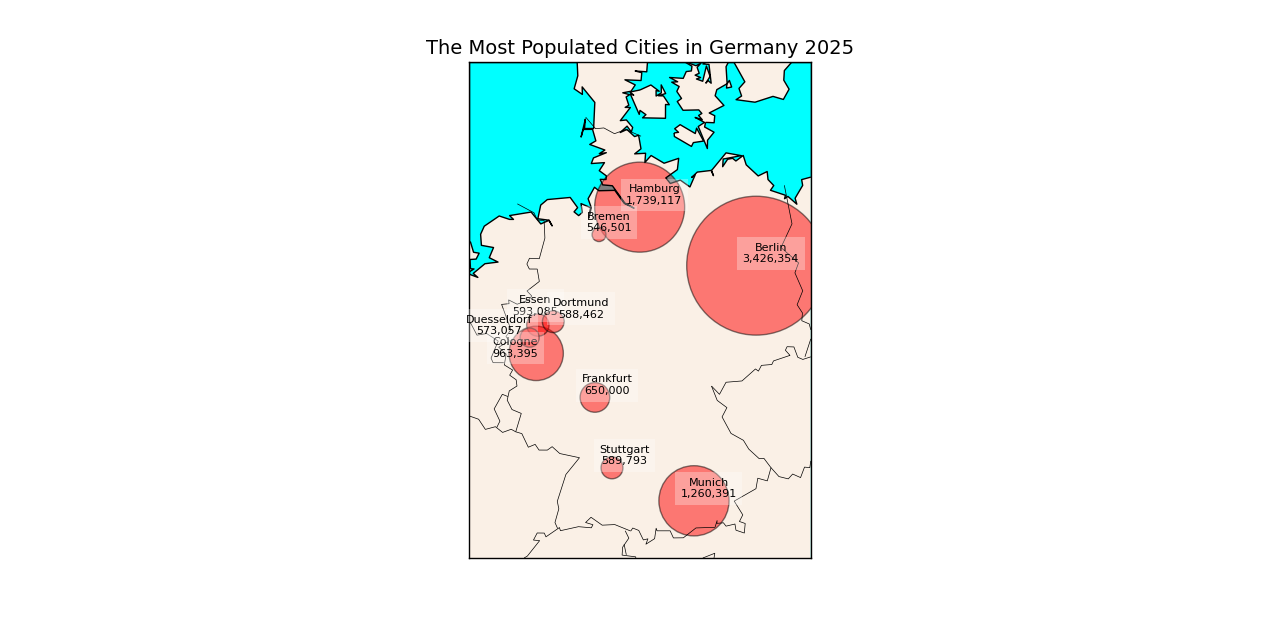 The Most Populated Cities in Germany 2025
Hamburg
1,739,117
Bremen
546,501
Berlin
3,426,354
Essen
593,085
Dortmund
588,462
Duesseldorf
573,057
Cologne
963,395
Frankfurt
650,000
Stuttgart
589,793
Munich
1,260,391